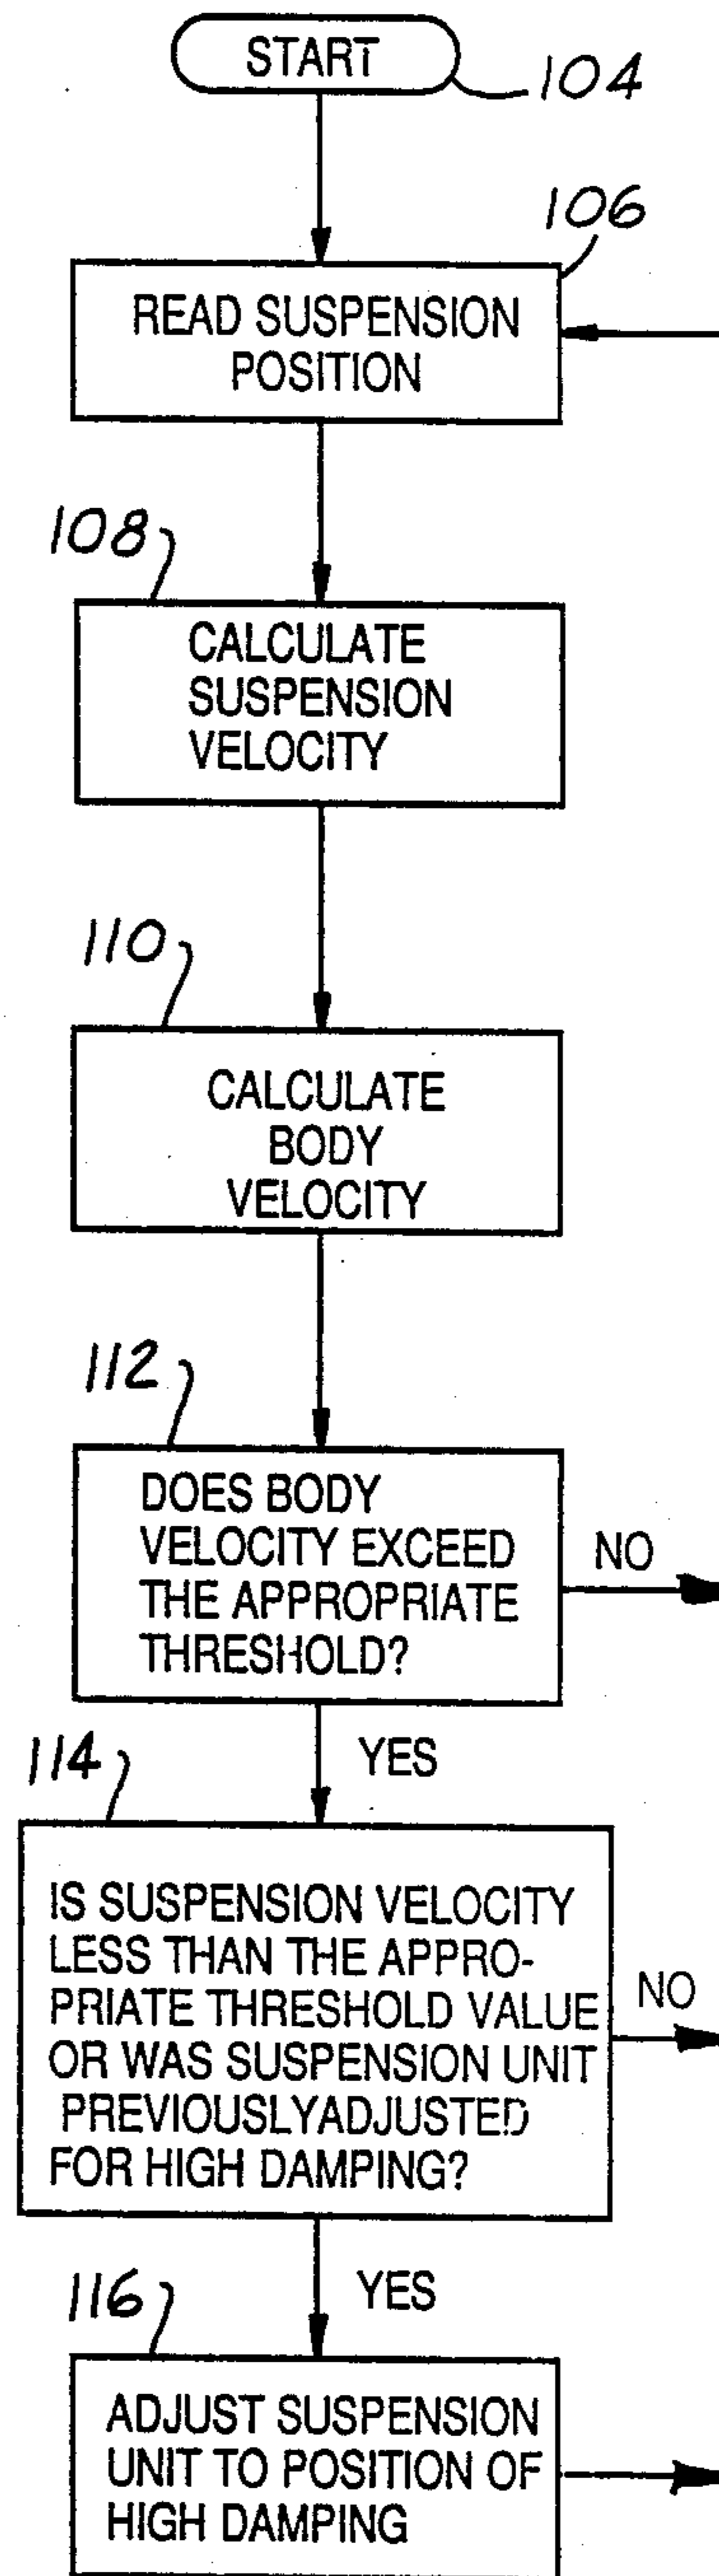 START
104
106
READ SUSPENSION
POSITION
108
CALCULATE
SUSPENSION
VELOCITY
110
CALCULATE
BODY
VELOCITY
112
DOES BODY
VELOCITY EXCEED
THE APPROPRIATE
THRESHOLD?
NO
YES
114
IS SUSPENSION VELOCITY
LESS THAN THE APPRO-
PRIATE THRESHOLD VALUE
OR WAS SUSPENSION UNIT
PREVIOUSLYADJUSTED
FOR HIGH DAMPING?
NO
YES
116
ADJUST SUSPENSION
UNIT TO POSITION OF
HIGH DAMPING